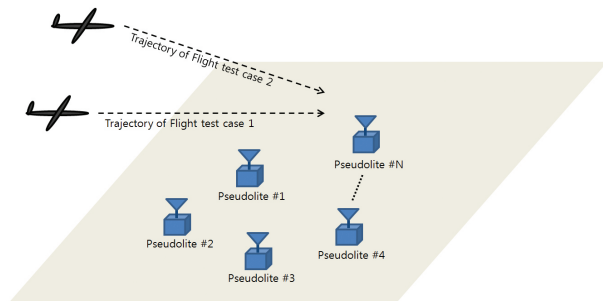 Trajectory of Flight test case 2
Trajectory of Flight test case 1
Pseudolite #N
Pseudolite #1
Pseudolite #2
Pseudolite #4
Pseudolite #3